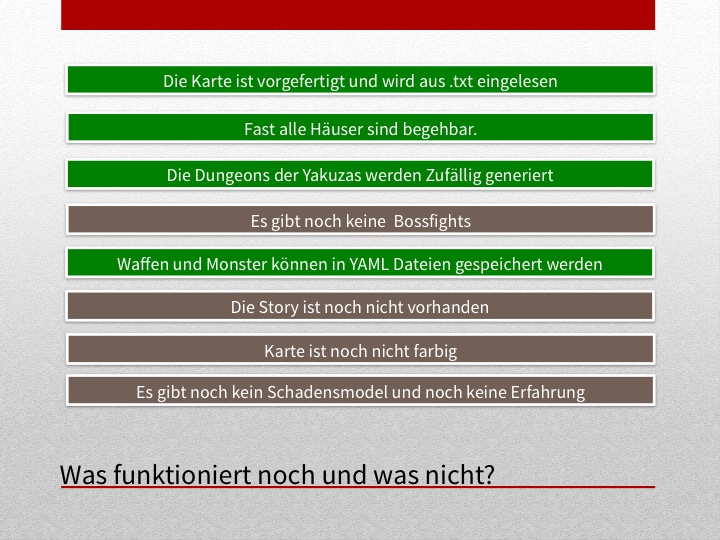 Die Karte ist vorgefertigt und wird aus .txt eingelesen
Fast alle Häuser sind begehbar.
Die Dungeons der Yakuzas werden Zufällig generiert
Es gibt noch keine  Bossfights
Waffen und Monster können in YAML Dateien gespeichert werden
Die Story ist noch nicht vorhanden
Karte ist noch nicht farbig
Es gibt noch kein Schadensmodel und noch keine Erfahrung
Was funktioniert noch und was nicht?